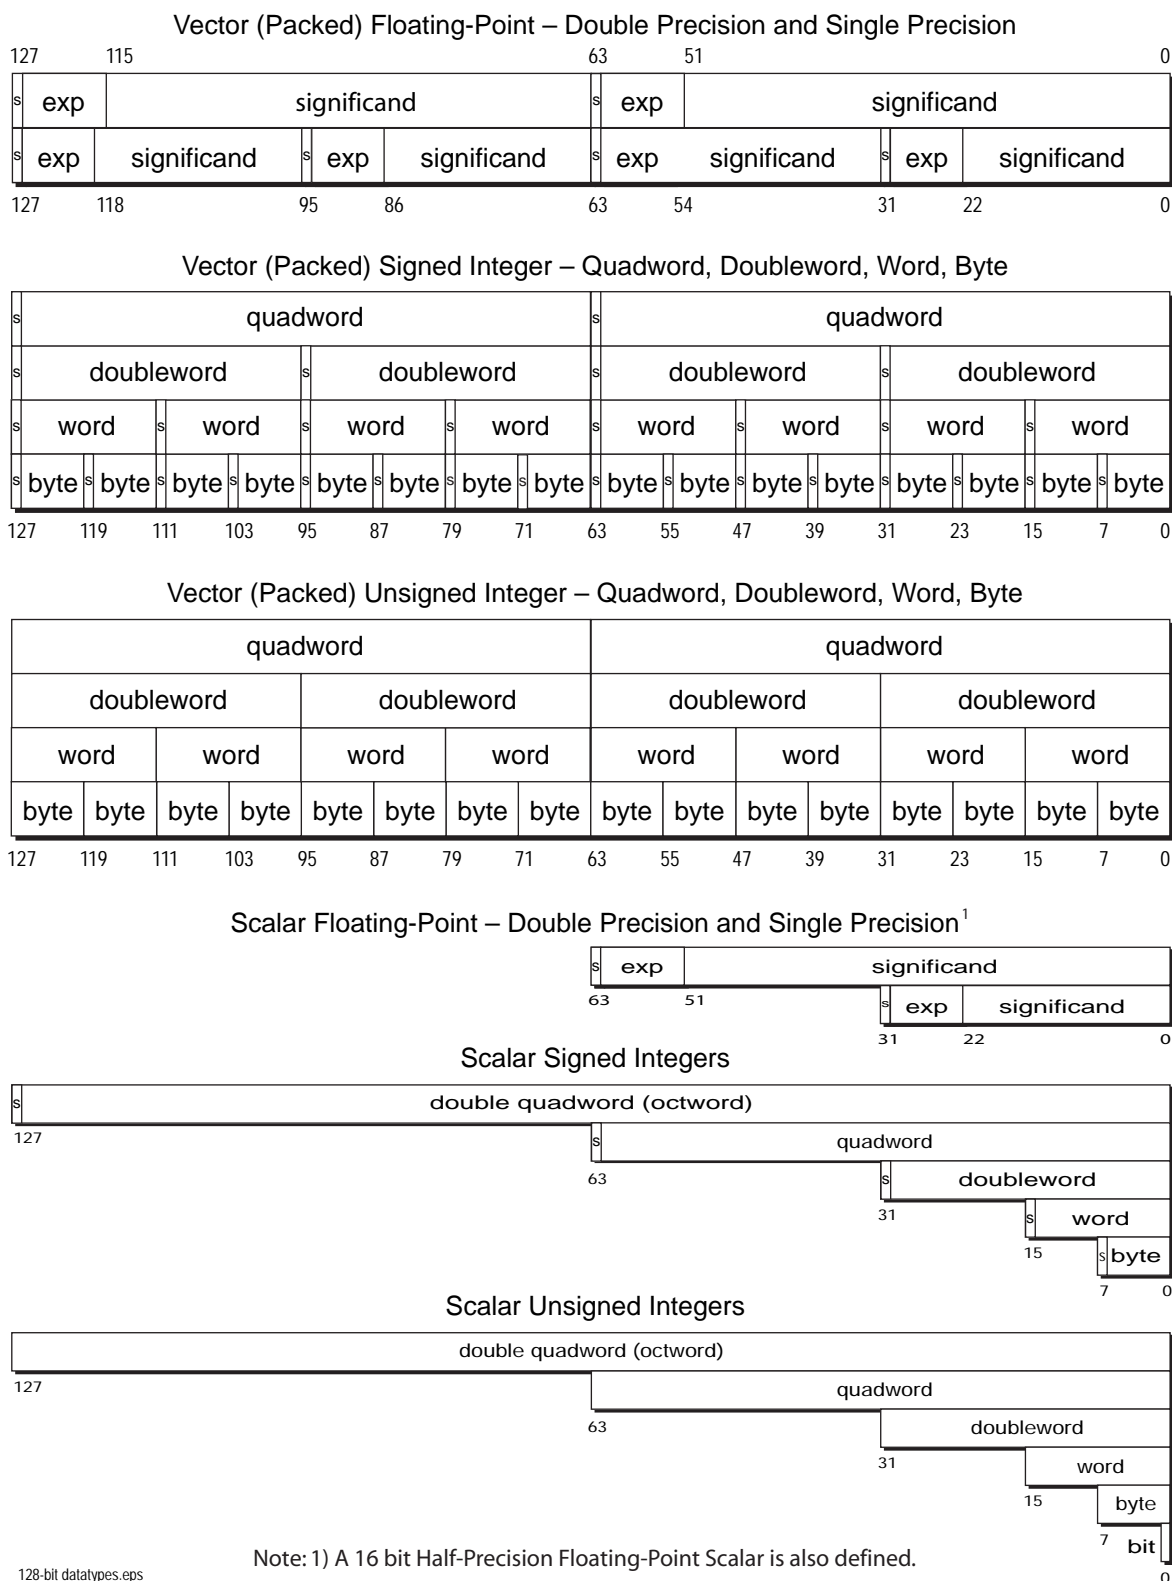 Vector (Packed) Floating-Point – Double Precision and Single Precision
127 115 63 51 0
s exp significand s exp significand
s exp significand s exp significand s exp significand s exp significand
127 118 95 86 63 54 31 22 0
Vector (Packed) Signed Integer – Quadword, Doubleword, Word, Byte
s quadword s quadword
s doubleword s doubleword s doubleword s doubleword
s word s word s word s word s word s word s word s word
s byte s byte s byte s byte s byte s byte s byte s byte s byte s byte s byte s byte s byte s byte s byte s byte
127 119 111 103 95 87 79 71 63 55 47 39 31 23 15 7 0
Vector (Packed) Unsigned Integer – Quadword, Doubleword, Word, Byte
quadword quadword
doubleword doubleword doubleword doubleword
word word word word word word word word
byte byte byte byte byte byte byte byte byte byte byte byte byte byte byte byte
127 119 111 103 95 87 79 71 63 55 47 39 31 23 15 7 0
Scalar Floating-Point – Double Precision and Single Precision1
s exp significand
63 51
s exp significand
31 22 0
Scalar Signed Integers
s double quadword (octword)
127
s quadword
63
s doubleword
31
s word
15
s byte
7 0
Scalar Unsigned Integers
double quadword (octword)
127
quadword
63
doubleword
31
word
15
byte
7
bit
0
Note: 1) A 16 bit Half-Precision Floating-Point Scalar is also defined.
128-bit datatypes.eps